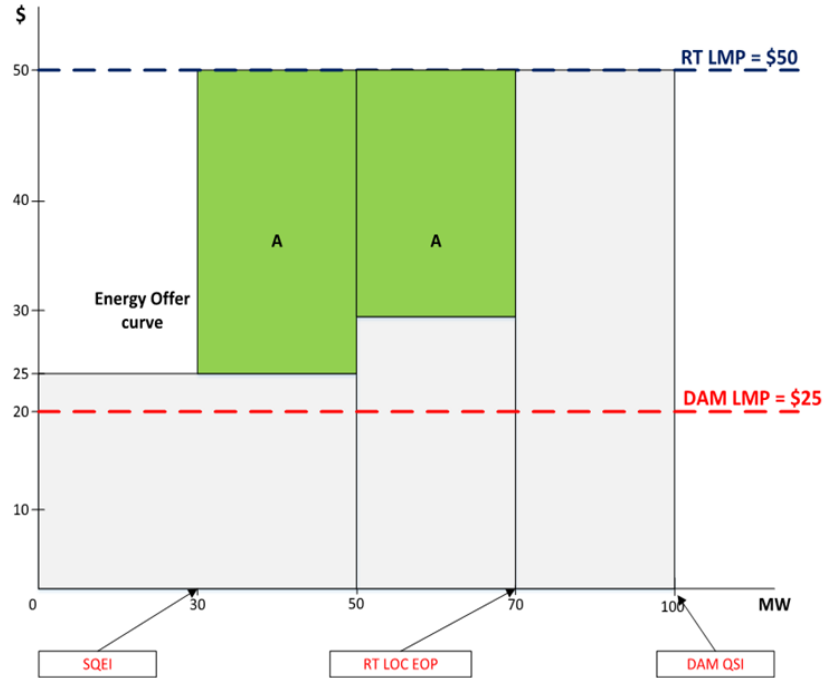 $
RT LMP = $50
50
40
A
A
Energy Offer
curve
30
25
DAM LMP = $25
20
10
0
30
50
70
100
MW
SQEI
RT LOC EOP
DAM QSI